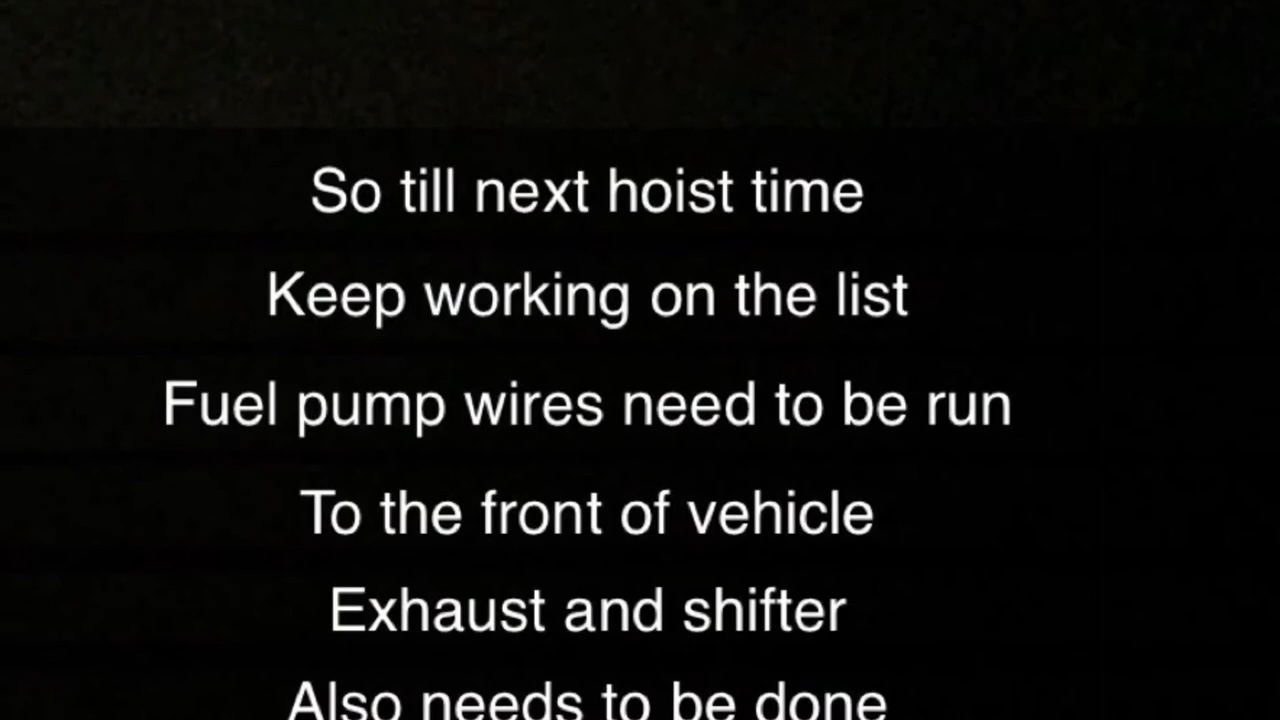 So till next hoist time
Keep working on the list
Fuel pump wires need to be run
To the front of vehicle
Exhaust and shifter
Also needs to be done